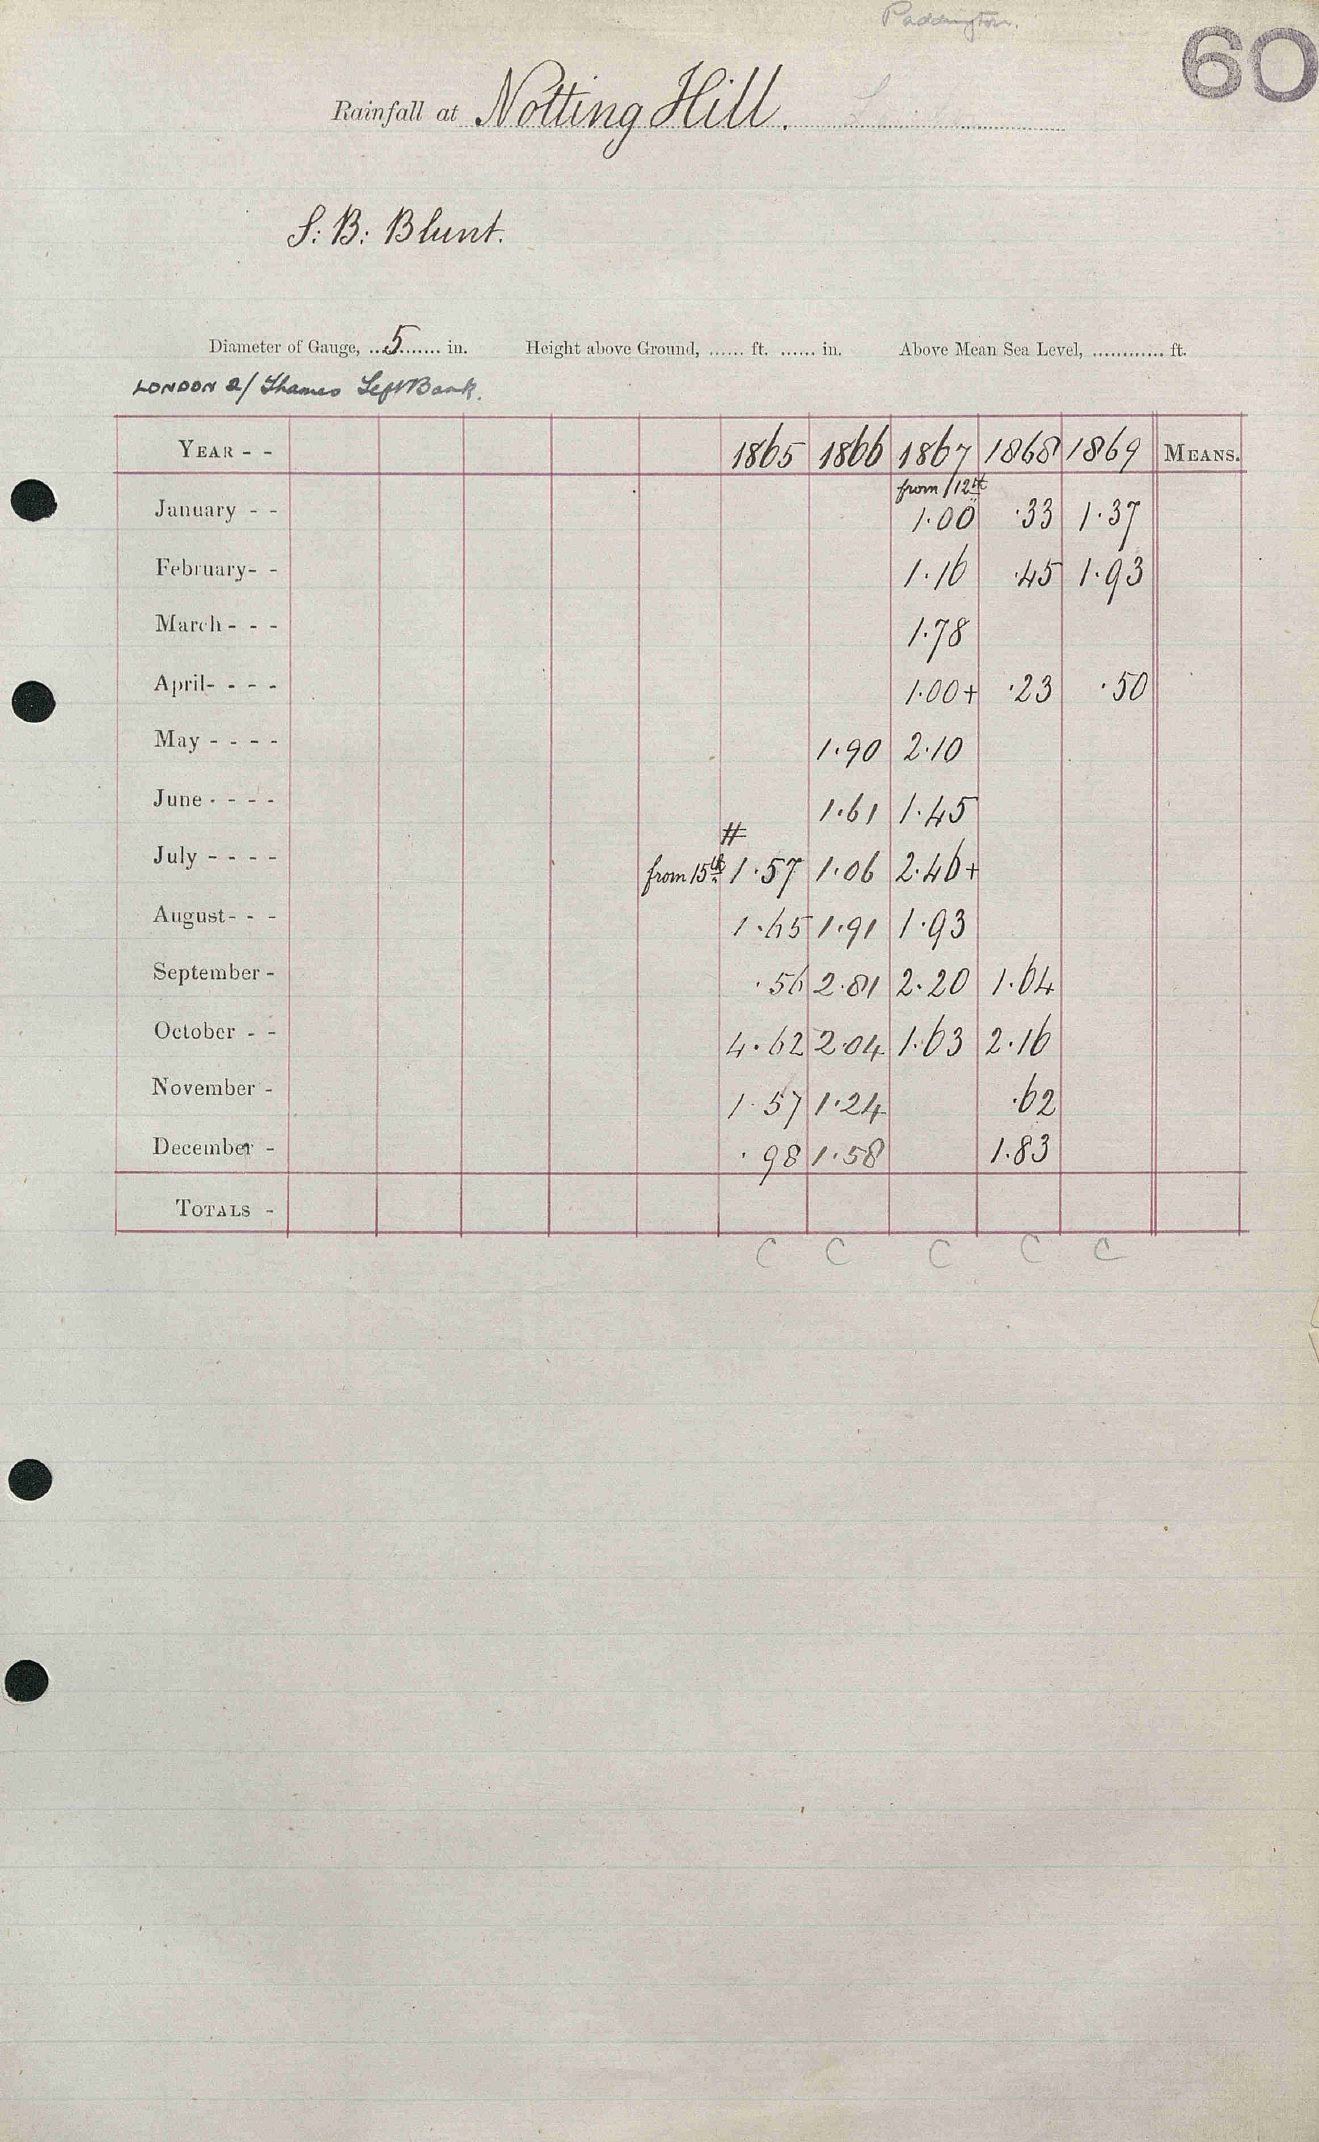 Paddington.
60
Rainfall at Notting Hill.
S: B: Blunt.
Diameter of Gauge, ...5....... in. Height above Ground, ...... ft. ...... in. Above Mean Sea Level, ............ ft.
LONDON 2/ Thames Left Bank.
YEAR - - 1865 1866 1867 1868 1869 MEANS.
from 12th
January - - 1.00 .33 1.37
February- - 1.16 .45 1.93
March - - - 1.78
April- - - - 1.00+ .23 .50
May - - - - 1.90 2.10
June - - - - 1.61 1.45
#
July - - - - from 15th 1.57 1.06 2.46+
August- - - 1.91 1.93
September - .56 2.81 2.20 1.64
October - - 4.62 2.04 1.63 2.16
November - 1.57 1.24 .62
December - .98 1.58 1.83
TOTALS -
C C C C C